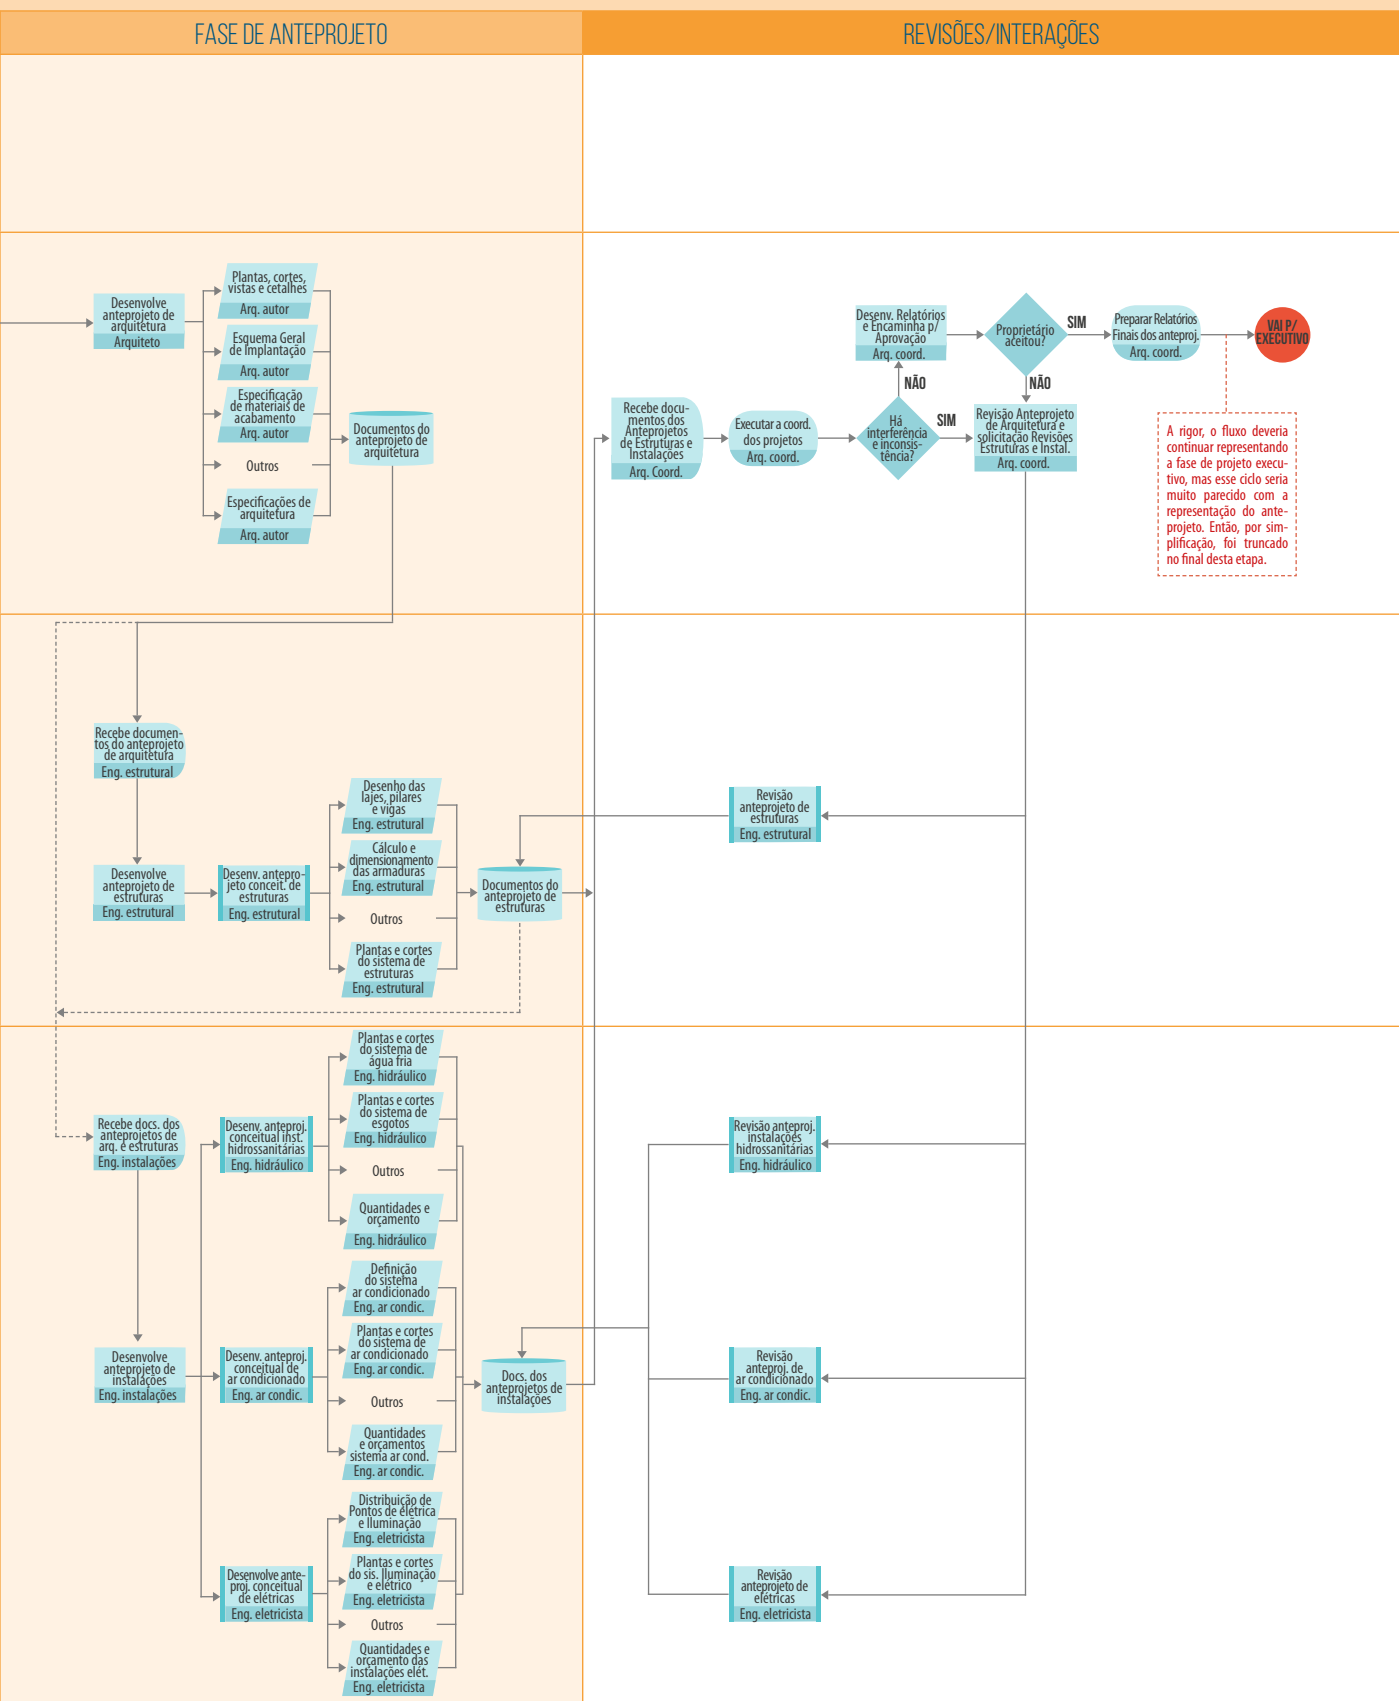 FASE DE ANTEPROJETO
REVISÕES/INTERAÇÕES
Desenvolve
anteprojeto de
arquitetura
Arquiteto
Plantas, cortes,
vistas e cetalhes
Arq. autor
Esquema Geral
de Implantação
Arq. autor
Especificação
de materiais de
acabamento
Arq. autor
Outros
Especificações de
arquitetura
Arq. autor
Documentos do
anteprojeto de
arquitetura
Recebe docu-
mentos dos
Anteprojetos
de Estruturas e
Instalações
Arq. Coord.
Executar a coord.
dos projetos
Arq. coord.
Há
interferência
e inconsis-
tência?
NÃO
SIM
Desenv. Relatórios
e Encaminha p/
Aprovação
Arq. coord.
Proprietário
aceitou?
SIM
NÃO
Revisão Anteprojeto
de Arquitetura e
solicitação Revisões
Estruturas e Instal.
Arq. coord.
Preparar Relatórios
Finais dos anteproj.
Arq. coord.
VAI P/
EXECUTIVO
A rigor, o fluxo deveria
continuar representando
a fase de projeto execu-
tivo, mas esse ciclo seria
muito parecido com a
representação do ante-
projeto. Então, por sim-
plificação, foi truncado
no final desta etapa.
Recebe documen-
tos do anteprojeto
de arquitetura
Eng. estrutural
Desenvolve
anteprojeto de
estruturas
Eng. estrutural
Desenv. antepro-
jeto conceit. de
estruturas
Eng. estrutural
Desenho das
lajes, pilares
e vigas
Eng. estrutural
Cálculo e
dimensionamento
das armaduras
Eng. estrutural
Outros
Plantas e cortes
do sistema de
estruturas
Eng. estrutural
Documentos do
anteprojeto de
estruturas
Revisão
anteprojeto de
estruturas
Eng. estrutural
Recebe docs. dos
anteprojetos de
arq. e estruturas
Eng. instalações
Desenvolve
anteprojeto de
instalações
Eng. instalações
Desenv. anteproj.
conceitual inst.
hidrossanitárias
Eng. hidráulico
Plantas e cortes
do sistema de
água fria
Eng. hidráulico
Plantas e cortes
do sistema de
esgotos
Eng. hidráulico
Outros
Quantidades e
orçamento
Eng. hidráulico
Desenv. anteproj.
conceitual de
ar condicionado
Eng. ar condic.
Definição
do sistema
ar condicionado
Eng. ar condic.
Plantas e cortes
do sistema de
ar condicionado
Eng. ar condic.
Outros
Quantidades
e orçamentos
sistema ar cond.
Eng. ar condic.
Desenvolve ante-
proj. conceitual
de elétricas
Eng. eletricista
Distribuição de
Pontos de elétrica
e Iluminação
Eng. eletricista
Plantas e cortes
do sis. Iluminação
e elétrico
Eng. eletricista
Outros
Quantidades e
orçamento das
instalações elét.
Eng. eletricista
Docs. dos
anteprojetos de
instalações
Revisão anteproj.
instalações
hidrossanitárias
Eng. hidráulico
Revisão
anteproj. de
ar condicionado
Eng. ar condic.
Revisão
anteprojeto de
elétricas
Eng. eletricista